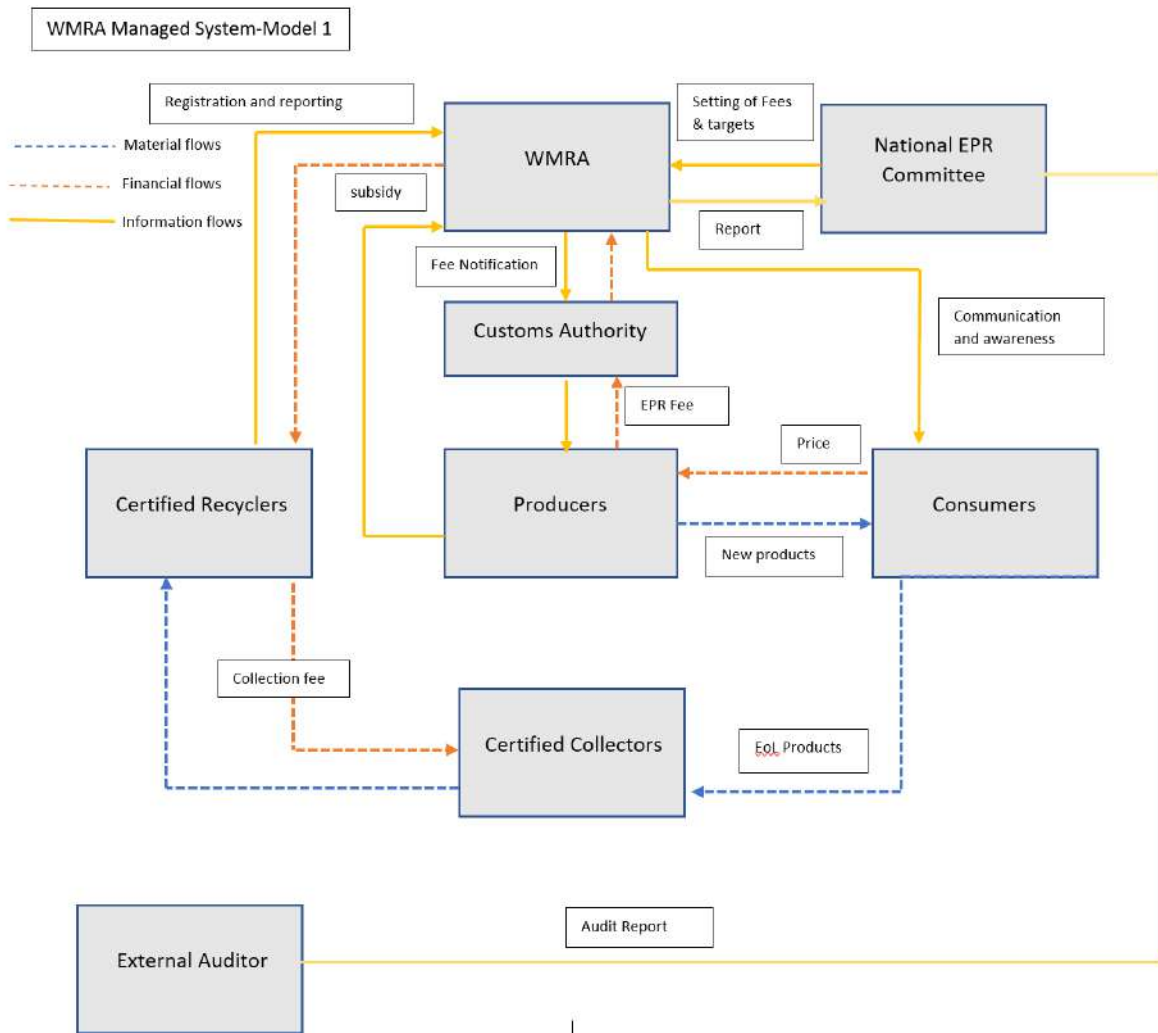 WMRA Managed System-Model 1
Registration and reporting
Setting of Fees
& targets
Material flows
Financial flows
Information flows
WMRA
National EPR
Committee
subsidy
Report
Fee Notification
Customs Authority
Communication
and awareness
EPR Fee
Price
Certified Recyclers
Producers
Consumers
New products
Collection fee
Certified Collectors
EoL Products
Audit Report
External Auditor